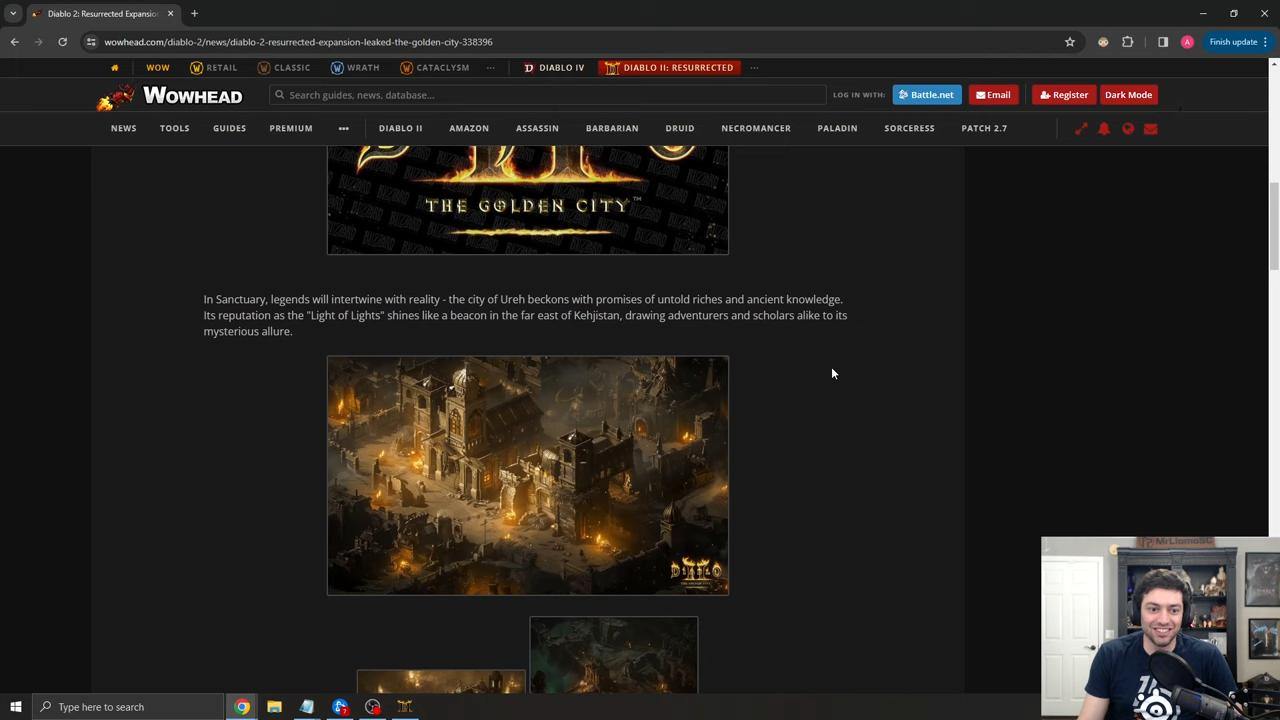 Diablo 2: Resurrected Expansion
wowhead.com/diablo-2/news/diablo-2-resurrected-expansion-leaked-the-golden-city-338396
A
Finish update
WOW
RETAIL
CLASSIC
WRATH
CATACLYSM
DIABLO IV
DIABLO II: RESURRECTED
WOWHEAD
Search guides, news, database...
LOG IN WITH:
Battle.net
Email
Register
Dark Mode
NEWS
TOOLS
GUIDES
PREMIUM
DIABLO II
AMAZON
ASSASSIN
BARBARIAN
DRUID
NECROMANCER
PALADIN
SORCERESS
PATCH 2.7
THE GOLDEN CITY™
In Sanctuary, legends will intertwine with reality - the city of Ureh beckons with promises of untold riches and ancient knowledge.
Its reputation as the "Light of Lights" shines like a beacon in the far east of Kehjistan, drawing adventurers and scholars alike to its
mysterious allure.
DIABLO II
MrLlamaSC
Type here to search